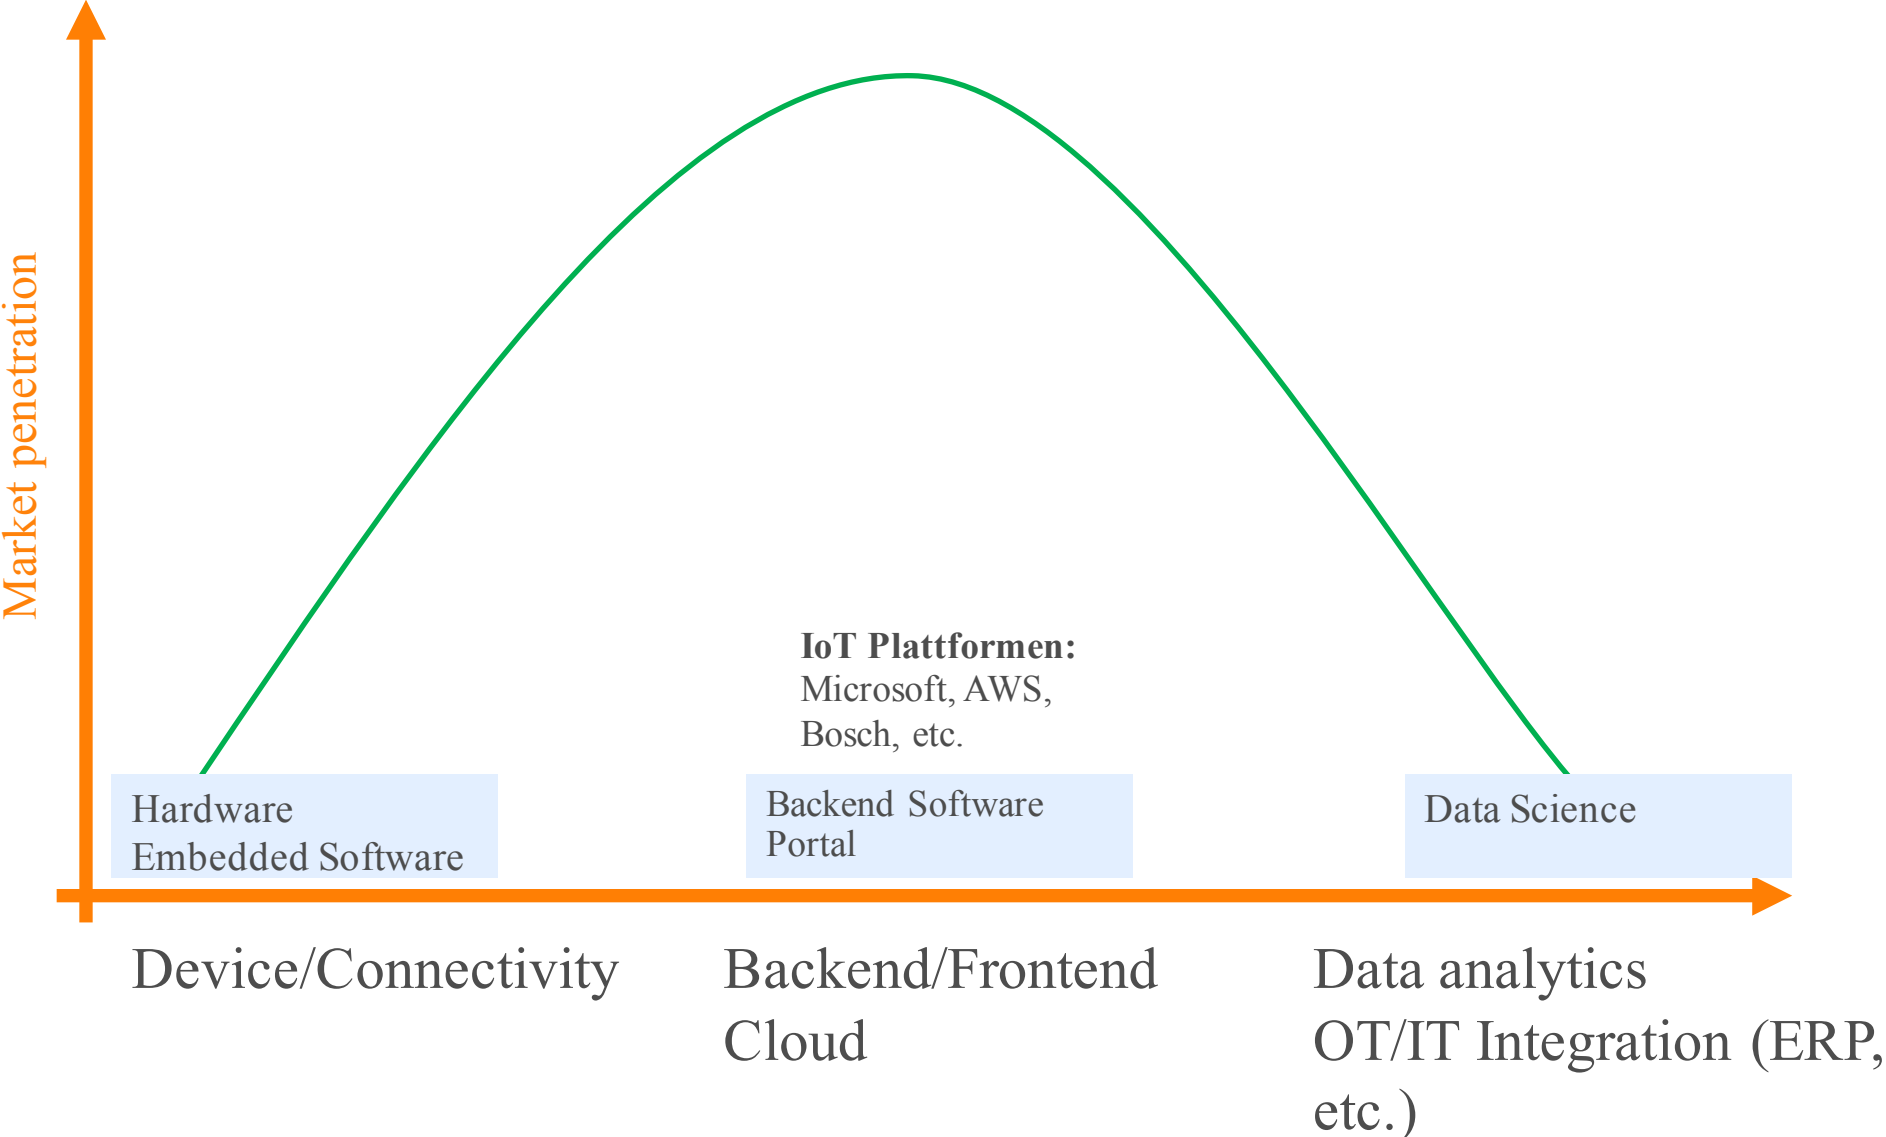 Market penetration
IoT Plattformen:
Microsoft, AWS,
Bosch, etc.
Hardware
Embedded Software
Backend Software
Portal
Data Science
Device/Connectivity
Backend/Frontend
Cloud
Data analytics
OT/IT Integration (ERP,
etc.)